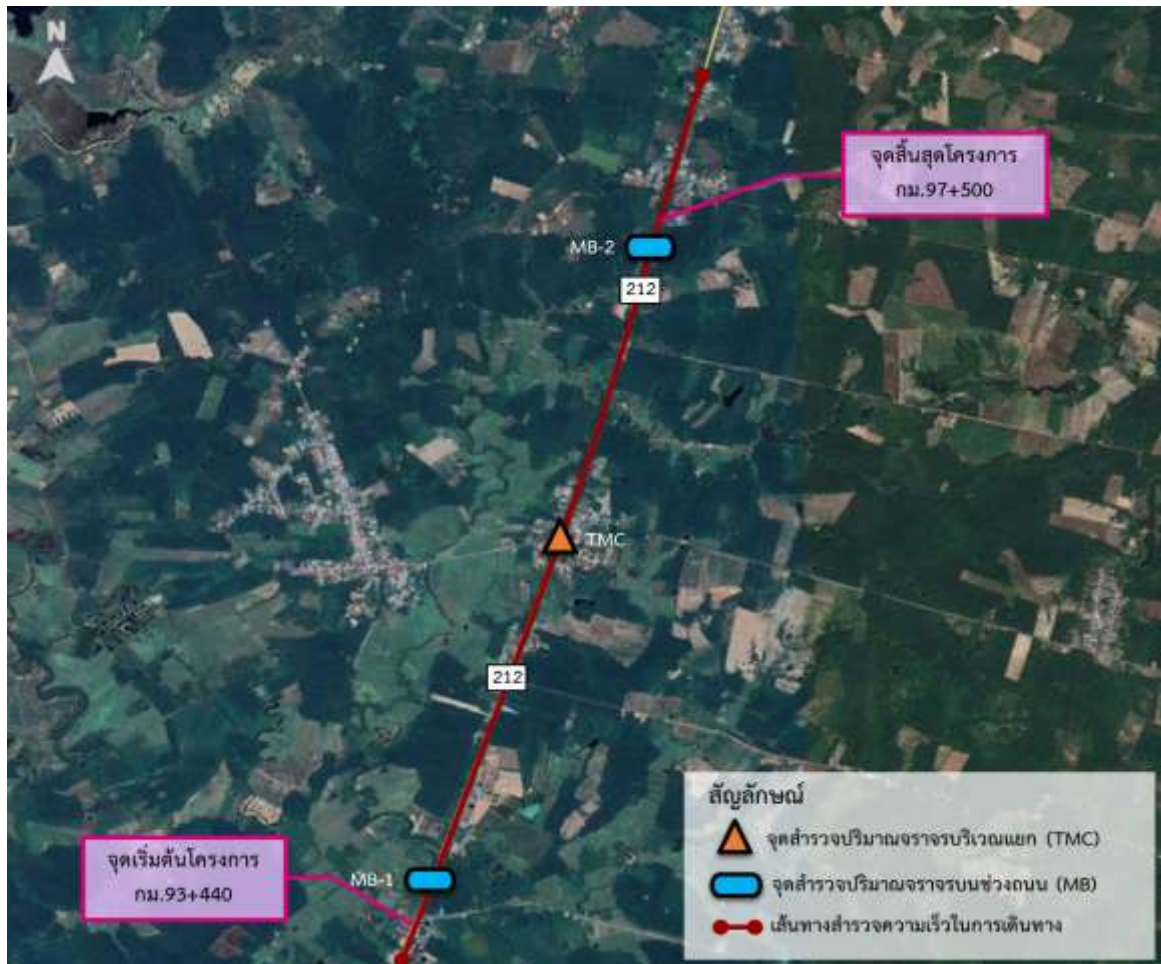 N
จุดสิ้นสุดโครงการ
กม.97+500
MB-2
212
TMC
212
จุดเริ่มต้นโครงการ
กม.93+440
MB-1
สัญลักษณ์
จุดสำรวจปริมาณจราจรบริเวณแยก (TMC)
จุดสำรวจปริมาณจราจรบนช่วงถนน (MB)
เส้นทางสำรวจความเร็วในการเดินทาง